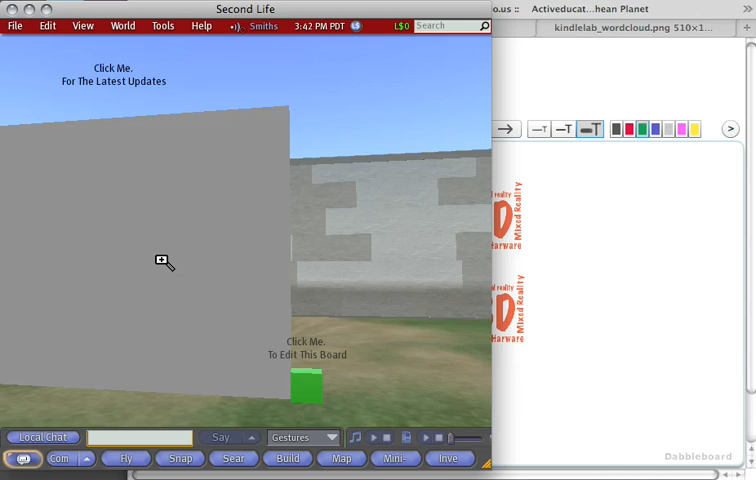 Second Life
File Edit View World Tools Help Smiths 3:42 PM PDT L$0 Search
Click Me.
For The Latest Updates
Click Me.
To Edit This Board
Local Chat Say Gestures
Com Fly Snap Sear Build Map Mini- Inve
o.us :: Activeducat...hean Planet
kindlelab_wordcloud.png 510×1...
T T T
D Mixed Reality
Harware
d reality
D Mixed Reality
Harware
Dabbleboard